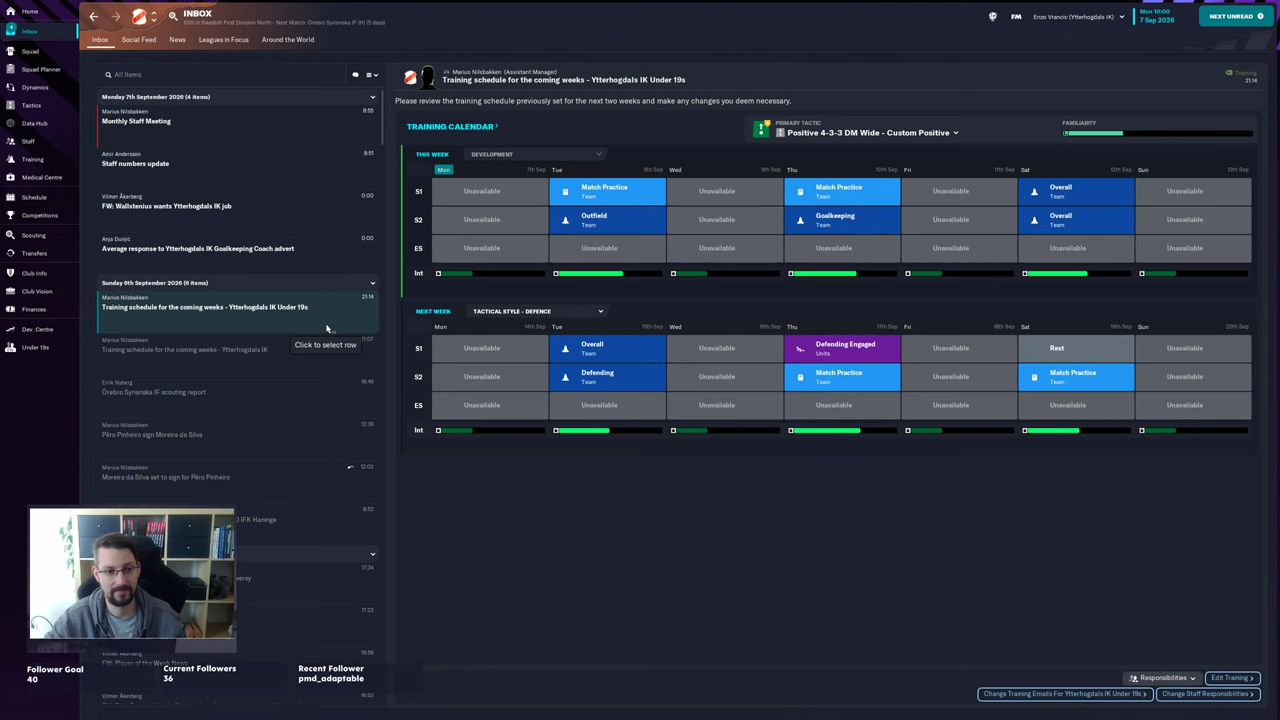 Home
Inbox
Squad
Squad Planner
Dynamics
Tactics
Data Hub
Staff
Training
Medical Centre
Schedule
Competitions
Scouting
Transfers
Club Info
Club Vision
Finances
Dev. Centre
Under 19s
INBOX
10th in Swedish First Division North - Next Match: Örebro Syrianska IF (H) (5 days)
FM
Enzo Vrancic (Ytterhogdals IK)
Mon 10:00
7 Sep 2026
NEXT UNREAD
Inbox
Social Feed
News
Leagues in Focus
Around the World
All Items
Monday 7th September 2026 (4 items)
Marius Nilsbakken 8:55
Monthly Staff Meeting
Amir Andersson 8:51
Staff numbers update
Vilmer Åkerberg 0:00
FW: Wallstenius wants Ytterhogdals IK job
Anja Dunjić 0:00
Average response to Ytterhogdals IK Goalkeeping Coach advert
Sunday 6th September 2026 (6 items)
Marius Nilsbakken 21:14
Training schedule for the coming weeks - Ytterhogdals IK Under 19s
Click to select row
Marius Nilsbakken
Training schedule for the coming weeks - Ytterhogdals IK
Eirik Nyberg 16:49
Örebro Syrianska IF scouting report
Marius Nilsbakken 12:39
Pêro Pinheiro sign Moreira da Silva
Marius Nilsbakken 12:02
Moreira da Silva set to sign for Pêro Pinheiro
8:52
IFK Haninge
17:34
17:23
Vilmer Åkerberg 16:56
FW: Player of the Week News
Vilmer Åkerberg 16:53
Marius Nilsbakken (Assistant Manager)
Training schedule for the coming weeks - Ytterhogdals IK Under 19s
Training
21:14
Please review the training schedule previously set for the next two weeks and make any changes you deem necessary.
TRAINING CALENDAR
PRIMARY TACTIC
Positive 4-3-3 DM Wide - Custom Positive
FAMILIARITY
THIS WEEK DEVELOPMENT
Mon 7th Sep Tue 8th Sep Wed 9th Sep Thu 10th Sep Fri 11th Sep Sat 12th Sep Sun 13th Sep
S1 Unavailable Match Practice Team Unavailable Match Practice Team Unavailable Overall Team Unavailable
S2 Unavailable Outfield Team Unavailable Goalkeeping Team Unavailable Overall Team Unavailable
ES Unavailable Unavailable Unavailable Unavailable Unavailable Unavailable Unavailable
Int
NEXT WEEK TACTICAL STYLE - DEFENCE
Mon 14th Sep Tue 15th Sep Wed 16th Sep Thu 17th Sep Fri 18th Sep Sat 19th Sep Sun 20th Sep
S1 Unavailable Overall Team Unavailable Defending Engaged Units Unavailable Rest Unavailable
S2 Unavailable Defending Team Unavailable Match Practice Team Unavailable Match Practice Team Unavailable
ES Unavailable Unavailable Unavailable Unavailable Unavailable Unavailable Unavailable
Int
Responsibilities
Edit Training
Change Training Emails For Ytterhogdals IK Under 19s
Change Staff Responsibilities
Follower Goal
40
Current Followers
36
Recent Follower
pmd_adaptable